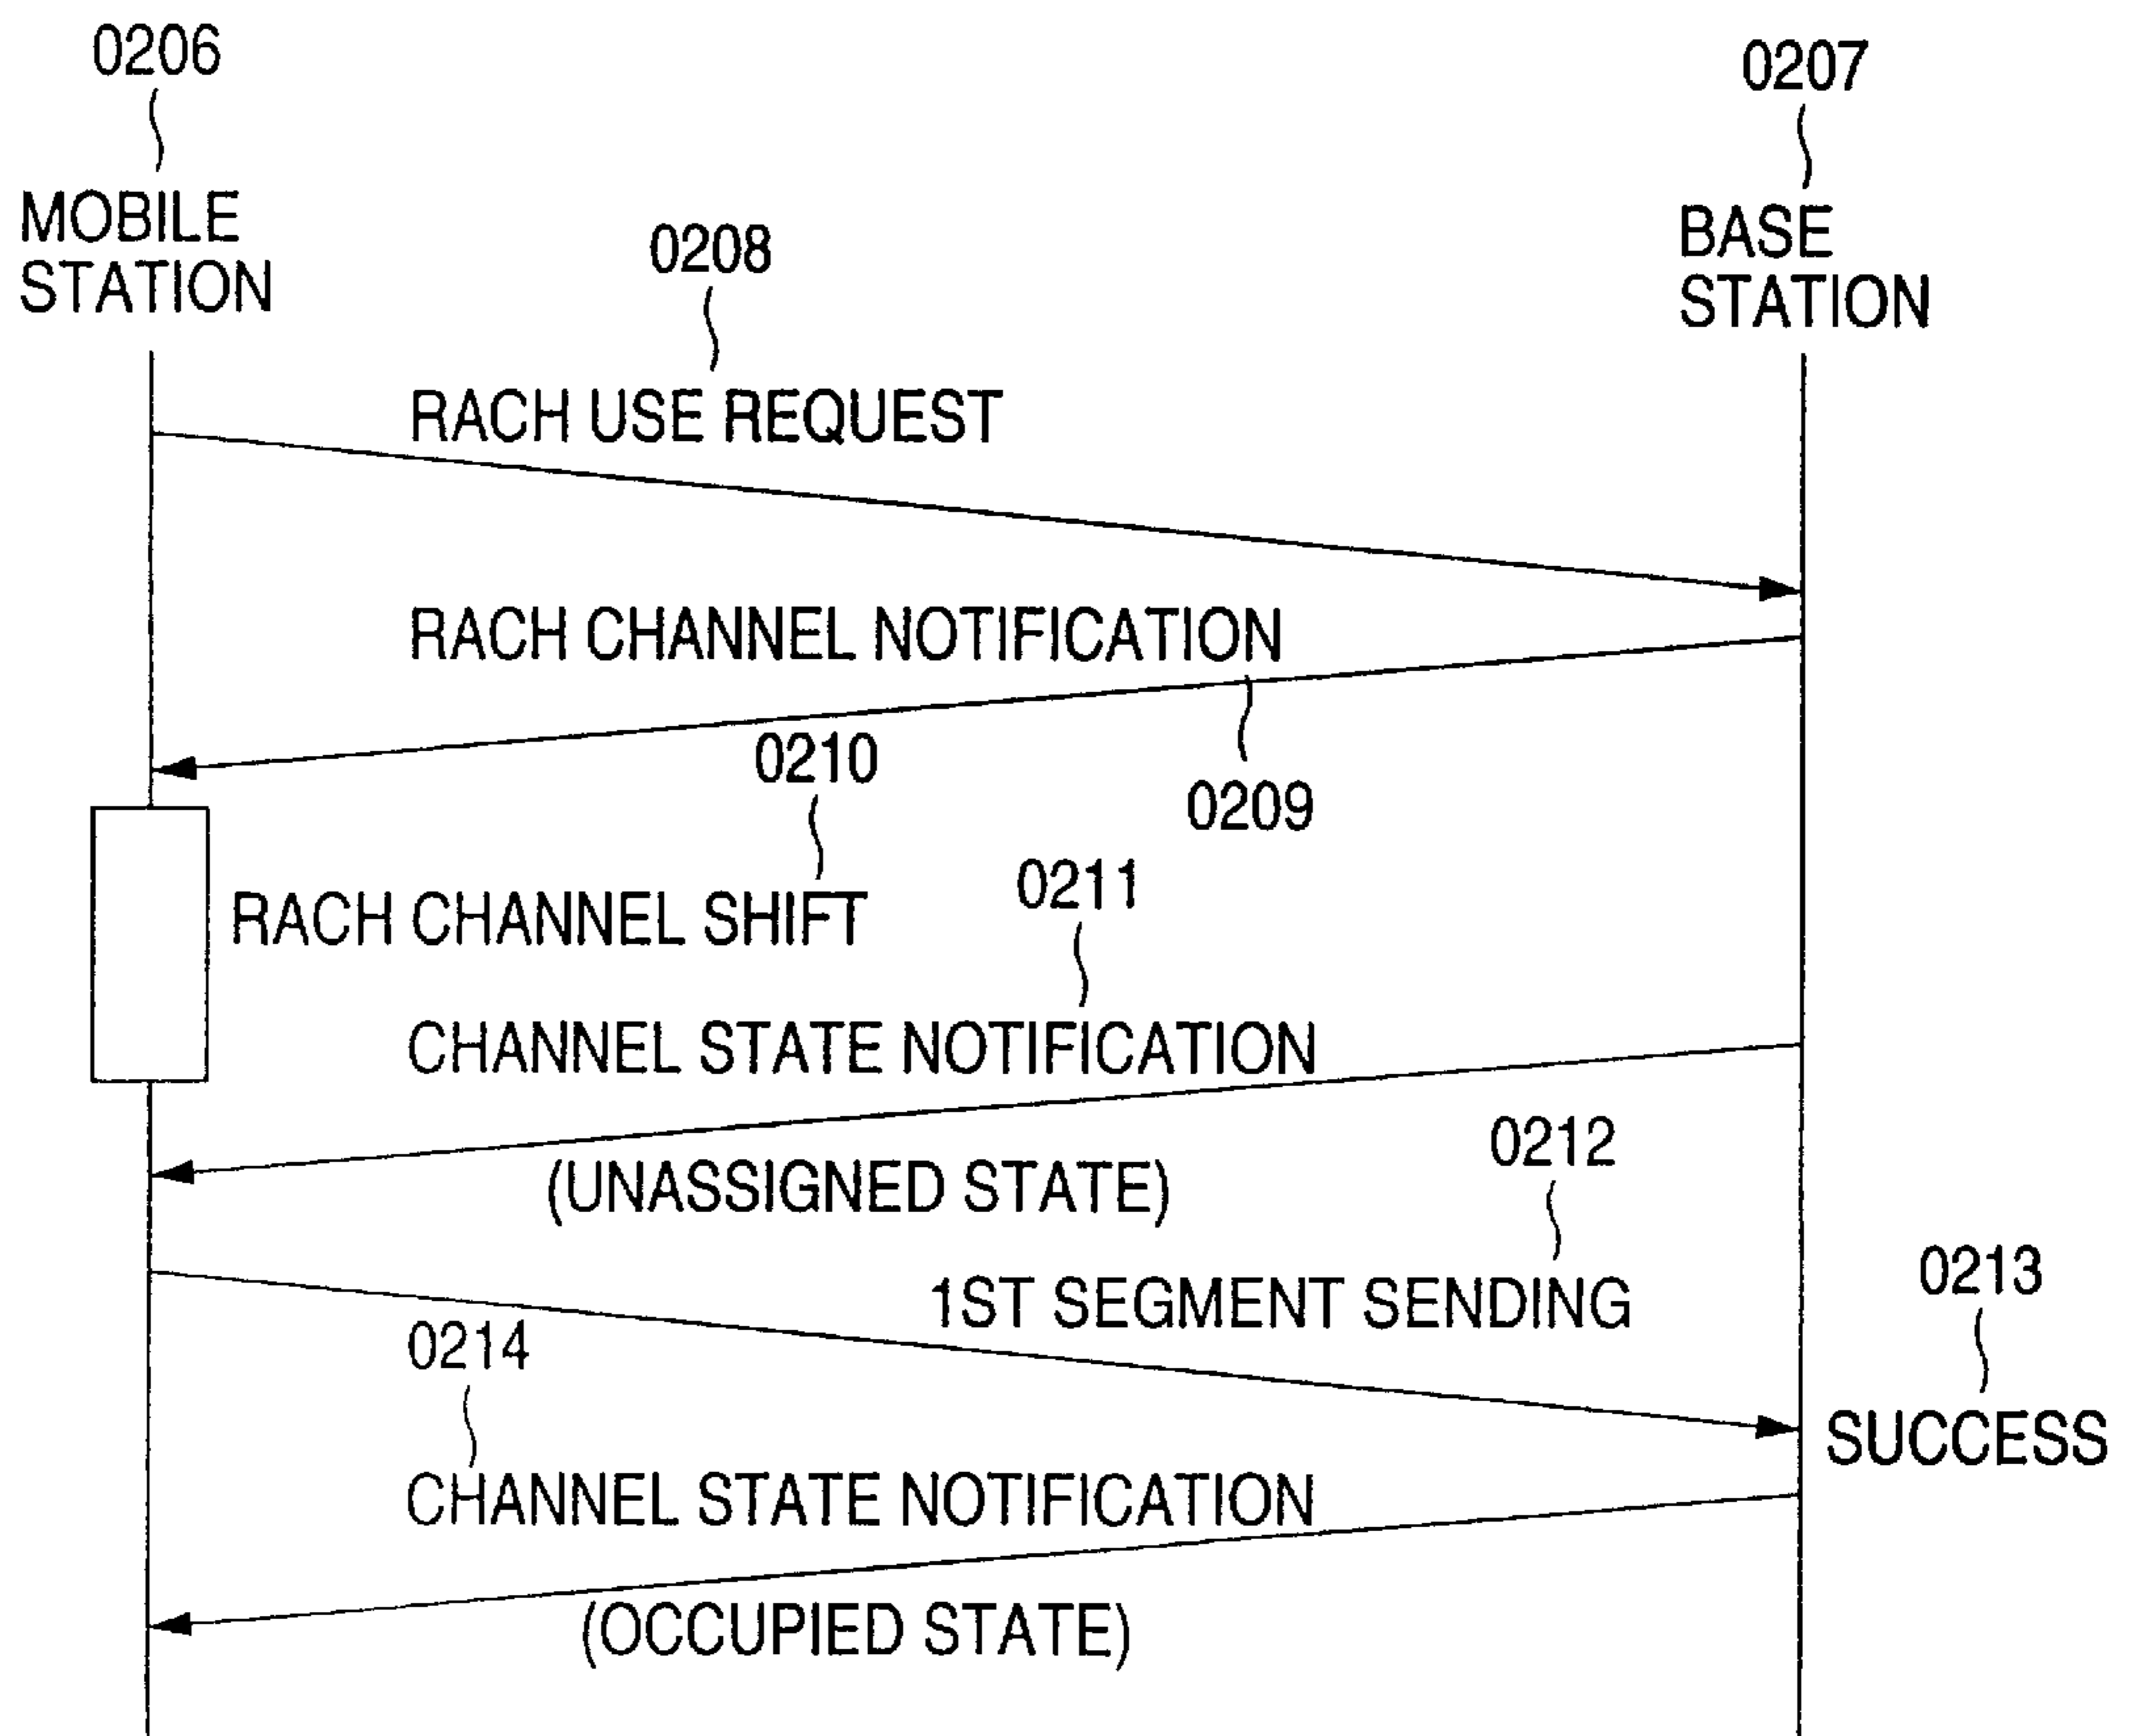 0206
0207
MOBILE
STATION
BASE
STATION
0208
RACH USE REQUEST
RACH CHANNEL NOTIFICATION
0209
0210
RACH CHANNEL SHIFT
0211
CHANNEL STATE NOTIFICATION
(UNASSIGNED STATE)
0212
1ST SEGMENT SENDING
0213
SUCCESS
0214
CHANNEL STATE NOTIFICATION
(OCCUPIED STATE)